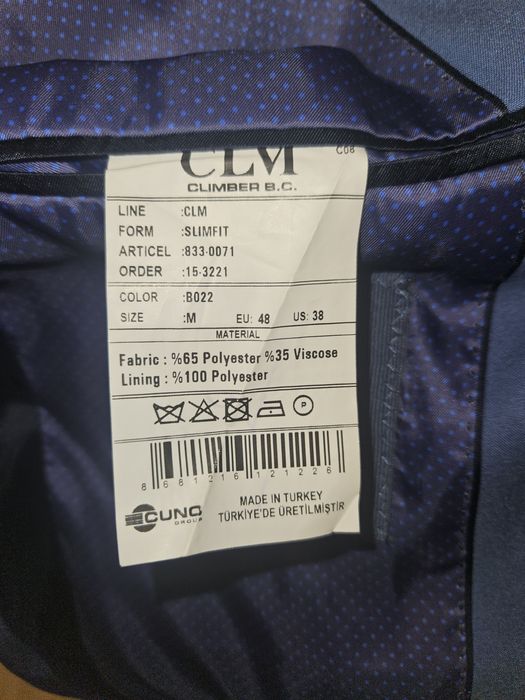 C08
CLM
CLIMBER B.C.
LINE :CLM
FORM :SLIMFIT
ARTICEL :833-0071
ORDER :15-3221
COLOR :B022
SIZE :M EU: 48 US: 38
MATERIAL
Fabric : %65 Polyester %35 Viscose
Lining : %100 Polyester
P
8681216121226
CUNO
GROUP
MADE IN TURKEY
TÜRKİYE'DE ÜRETİLMİŞTİR